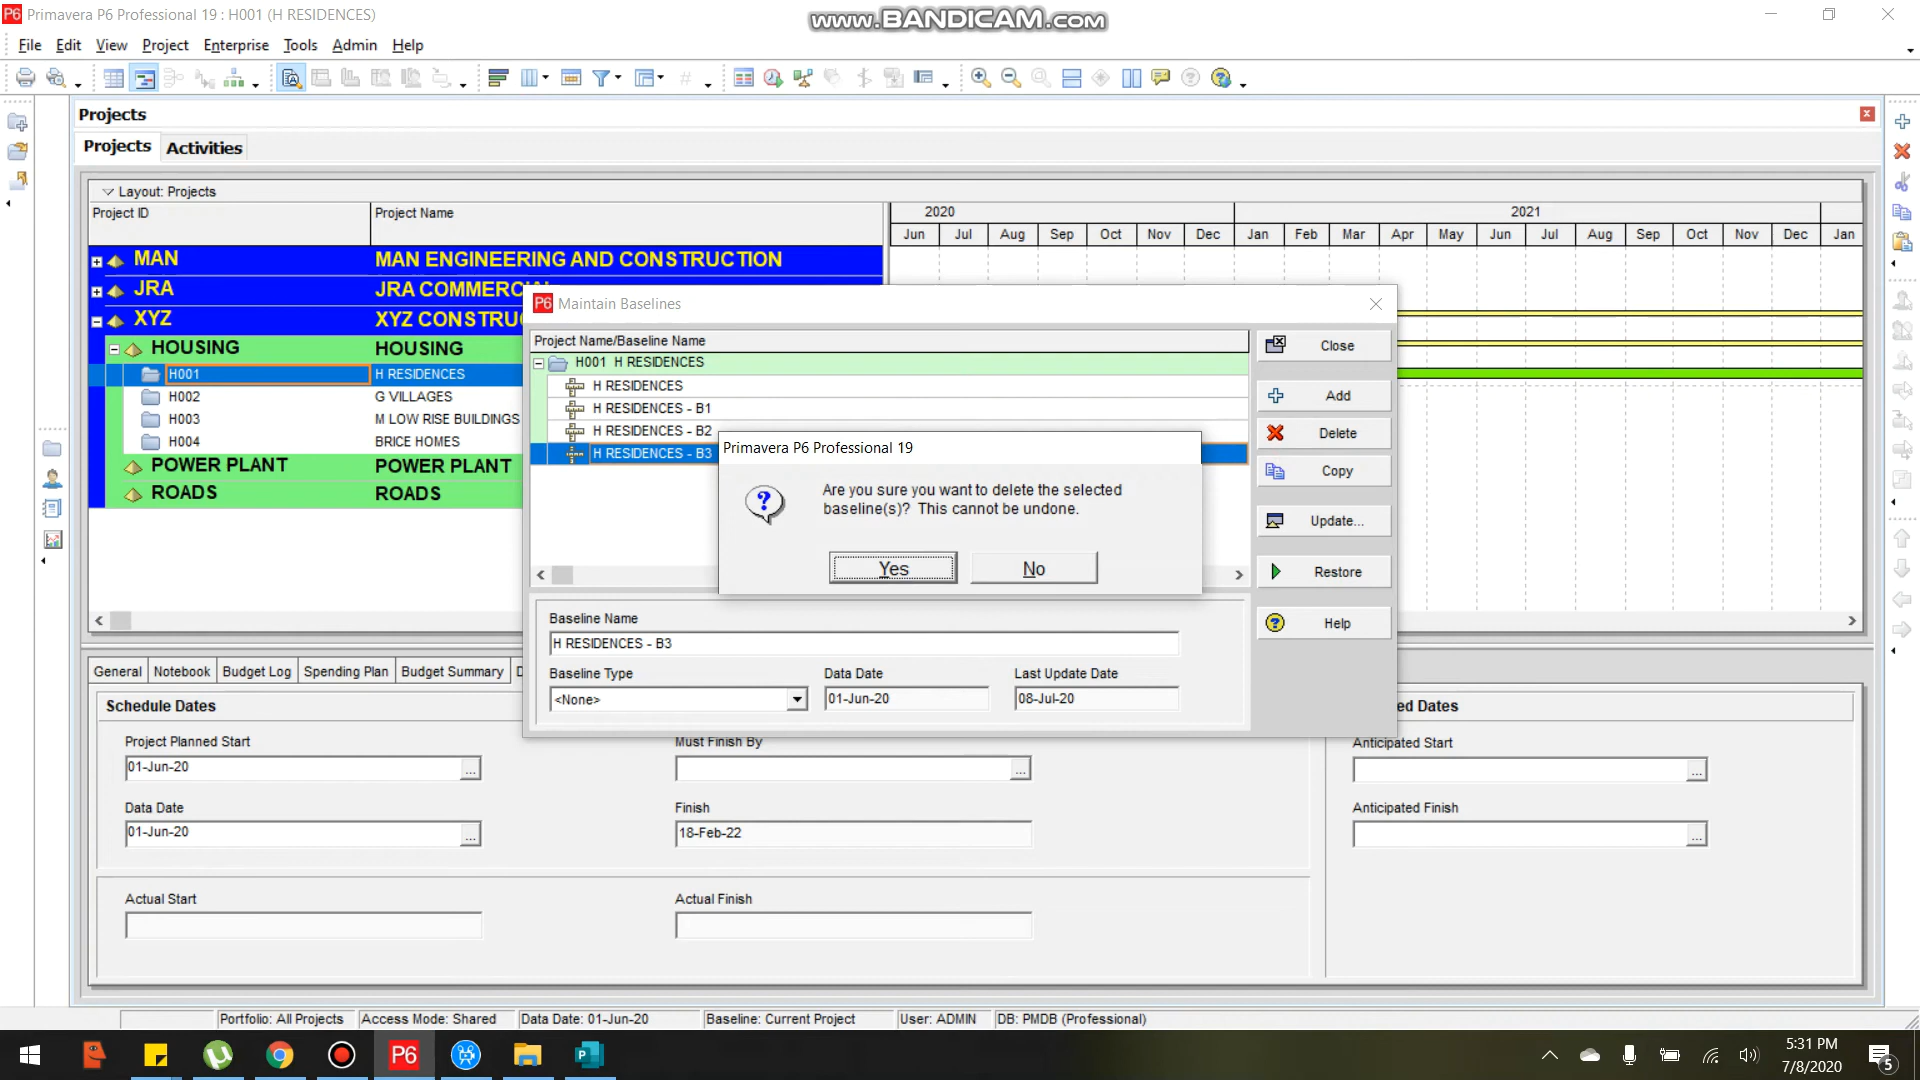 P6 Primavera P6 Professional 19 : H001 (H RESIDENCES)
www.BANDICAM.com
File Edit View Project Enterprise Tools Admin Help
Projects
Projects Activities
Layout: Projects
Project ID Project Name
2020 2021
Jun Jul Aug Sep Oct Nov Dec Jan Feb Mar Apr May Jun Jul Aug Sep Oct Nov Dec Jan
MAN MAN ENGINEERING AND CONSTRUCTION
JRA JRA COMMERCI
XYZ XYZ CONSTRU
HOUSING HOUSING
H001 H RESIDENCES
H002 G VILLAGES
H003 M LOW RISE BUILDINGS
H004 BRICE HOMES
POWER PLANT POWER PLANT
ROADS ROADS
P6 Maintain Baselines
Project Name/Baseline Name
H001 H RESIDENCES
H RESIDENCES
H RESIDENCES - B1
H RESIDENCES - B2
H RESIDENCES - B3
Close
Add
Delete
Copy
Update...
Restore
Help
Primavera P6 Professional 19
Are you sure you want to delete the selected
baseline(s)? This cannot be undone.
Yes No
Baseline Name
H RESIDENCES - B3
Baseline Type Data Date Last Update Date
<None> 01-Jun-20 08-Jul-20
General Notebook Budget Log Spending Plan Budget Summary D
Schedule Dates ed Dates
Project Planned Start Must Finish By Anticipated Start
01-Jun-20 ... ... ...
Data Date Finish Anticipated Finish
01-Jun-20 ... 18-Feb-22 ...
Actual Start Actual Finish
Portfolio: All Projects Access Mode: Shared Data Date: 01-Jun-20 Baseline: Current Project User: ADMIN DB: PMDB (Professional)
P6
5:31 PM
7/8/2020
5